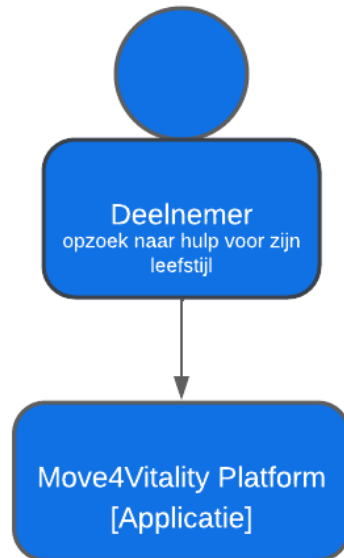 Deelnemer
opzoek naar hulp voor zijn
leefstijl
Move4Vitality Platform
[Applicatie]